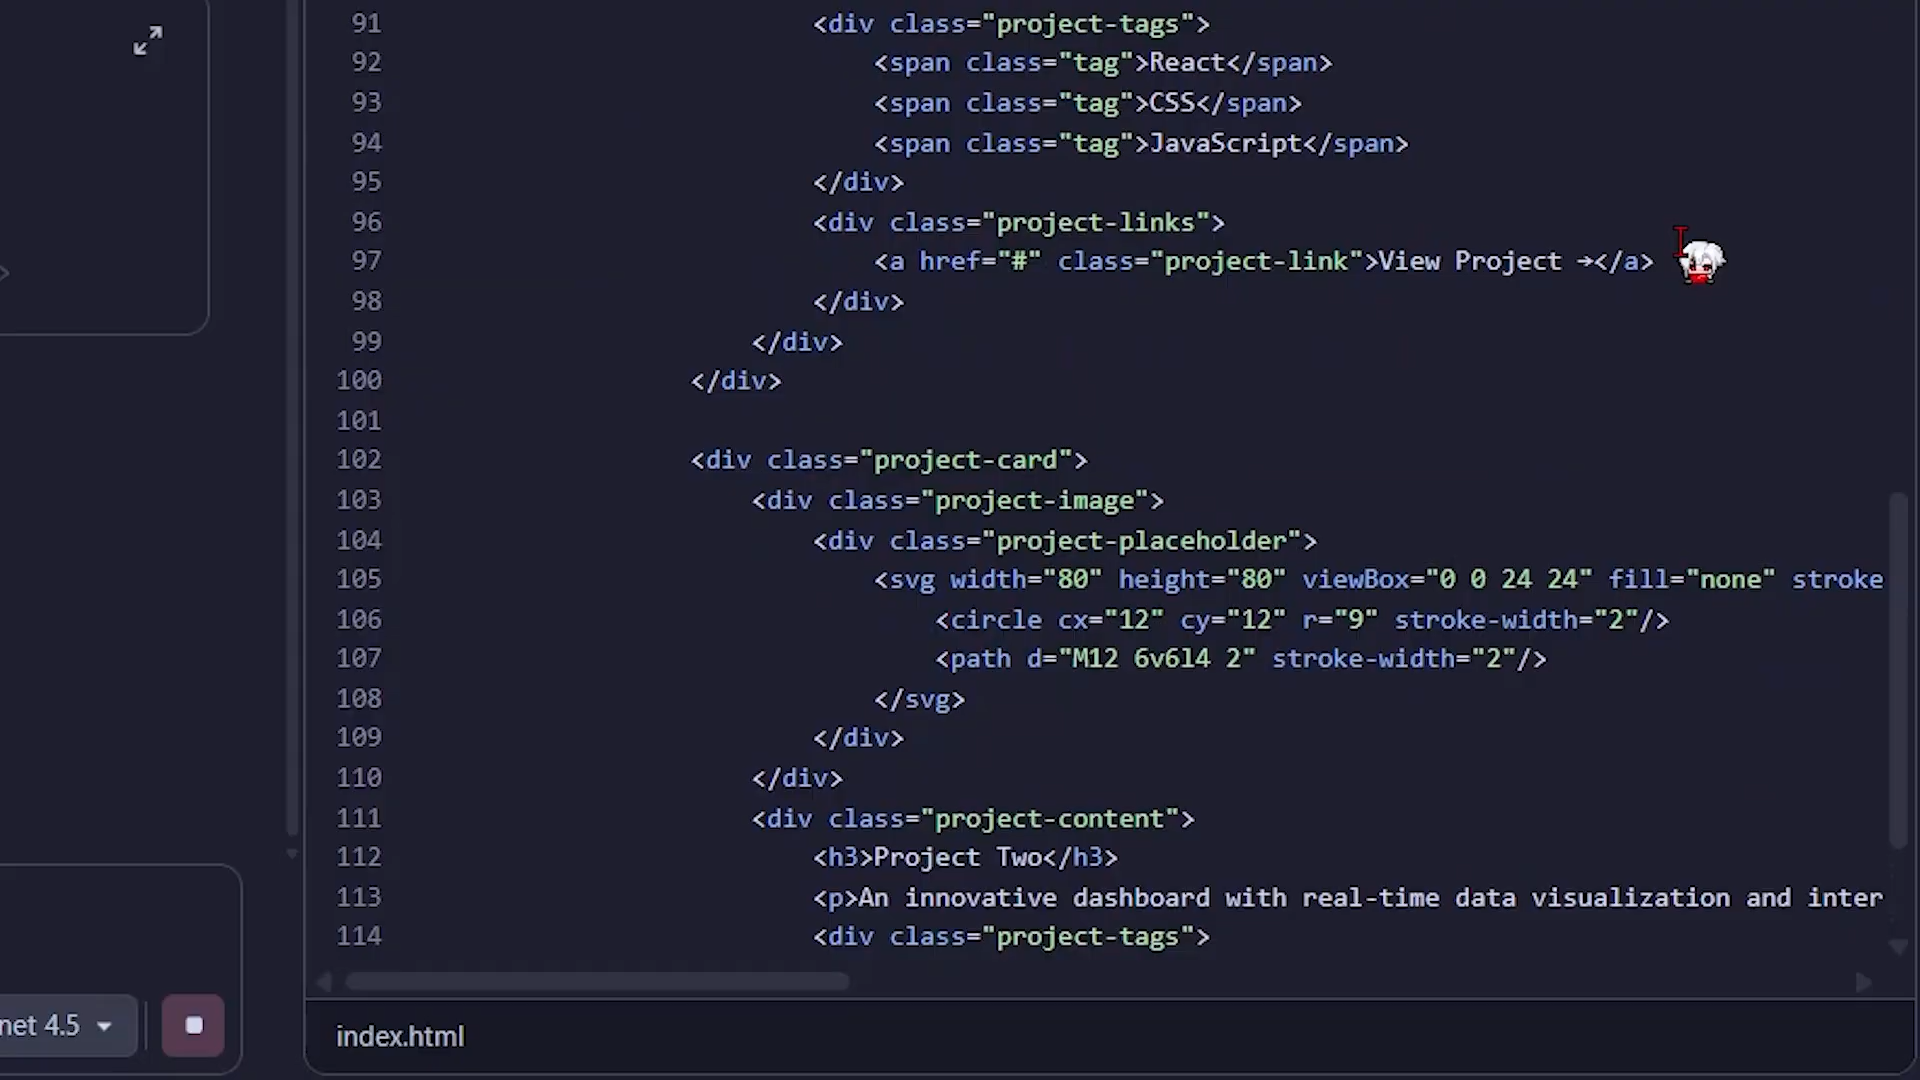 91 <div class="project-tags">
92 <span class="tag">React</span>
93 <span class="tag">CSS</span>
94 <span class="tag">JavaScript</span>
95 </div>
96 <div class="project-links">
97 <a href="#" class="project-link">View Project →</a>
98 </div>
99 </div>
100 </div>
101
102 <div class="project-card">
103 <div class="project-image">
104 <div class="project-placeholder">
105 <svg width="80" height="80" viewBox="0 0 24 24" fill="none" stroke
106 <circle cx="12" cy="12" r="9" stroke-width="2"/>
107 <path d="M12 6v6l4 2" stroke-width="2"/>
108 </svg>
109 </div>
110 </div>
111 <div class="project-content">
112 <h3>Project Two</h3>
113 <p>An innovative dashboard with real-time data visualization and inter
114 <div class="project-tags">
net 4.5
index.html